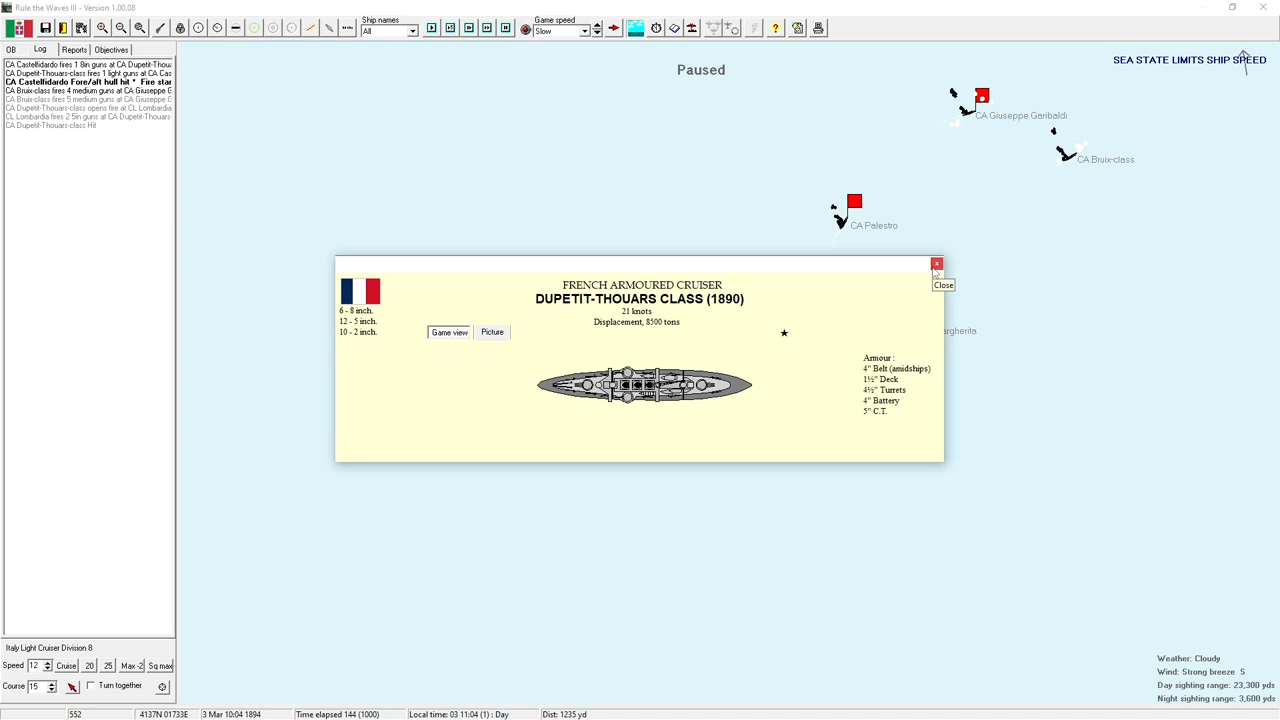 Rule the Waves III - Version 1.00.08
Ship names
All
Game speed
Slow
OB
Log
Reports
Objectives
SEA STATE LIMITS SHIP SPEED
Paused
CA Castelfidardo fires 1 8in guns at CA Dupetit-Thou
CA Dupetit-Thouars-class fires 1 light guns at CA Cas
CA Castelfidardo Fore/aft hull hit * Fire star
CA Bruix-class fires 4 medium guns at CA Giuseppe G
CA Bruix-class fires 5 medium guns at CA Giuseppe G
CA Dupetit-Thouars-class opens fire at CL Lombardia
CL Lombardia fires 2 5in guns at CA Dupetit-Thouars-
CA Dupetit-Thouars-class Hit
CA Giuseppe Garibaldi
CA Bruix-class
CA Palestro
argherita
x
Close
FRENCH ARMOURED CRUISER
DUPETIT-THOUARS CLASS (1890)
21 knots
Displacement, 8500 tons
6 - 8 inch.
12 - 5 inch.
10 - 2 inch.
Game view
Picture
Armour :
4" Belt (amidships)
1½" Deck
4½" Turrets
4" Battery
5" C.T.
Italy Light Cruiser Division 8
Speed 12 Cruise 20 25 Max -2 Sq max
Course 15 Turn together
Weather: Cloudy
Wind: Strong breeze S
Day sighting range: 23,300 yds
Night sighting range: 3,600 yds
552
4137N 01733E
3 Mar 10:04 1894
Time elapsed 144 (1000)
Local time: 03 11:04 (1) : Day
Dist: 1235 yd